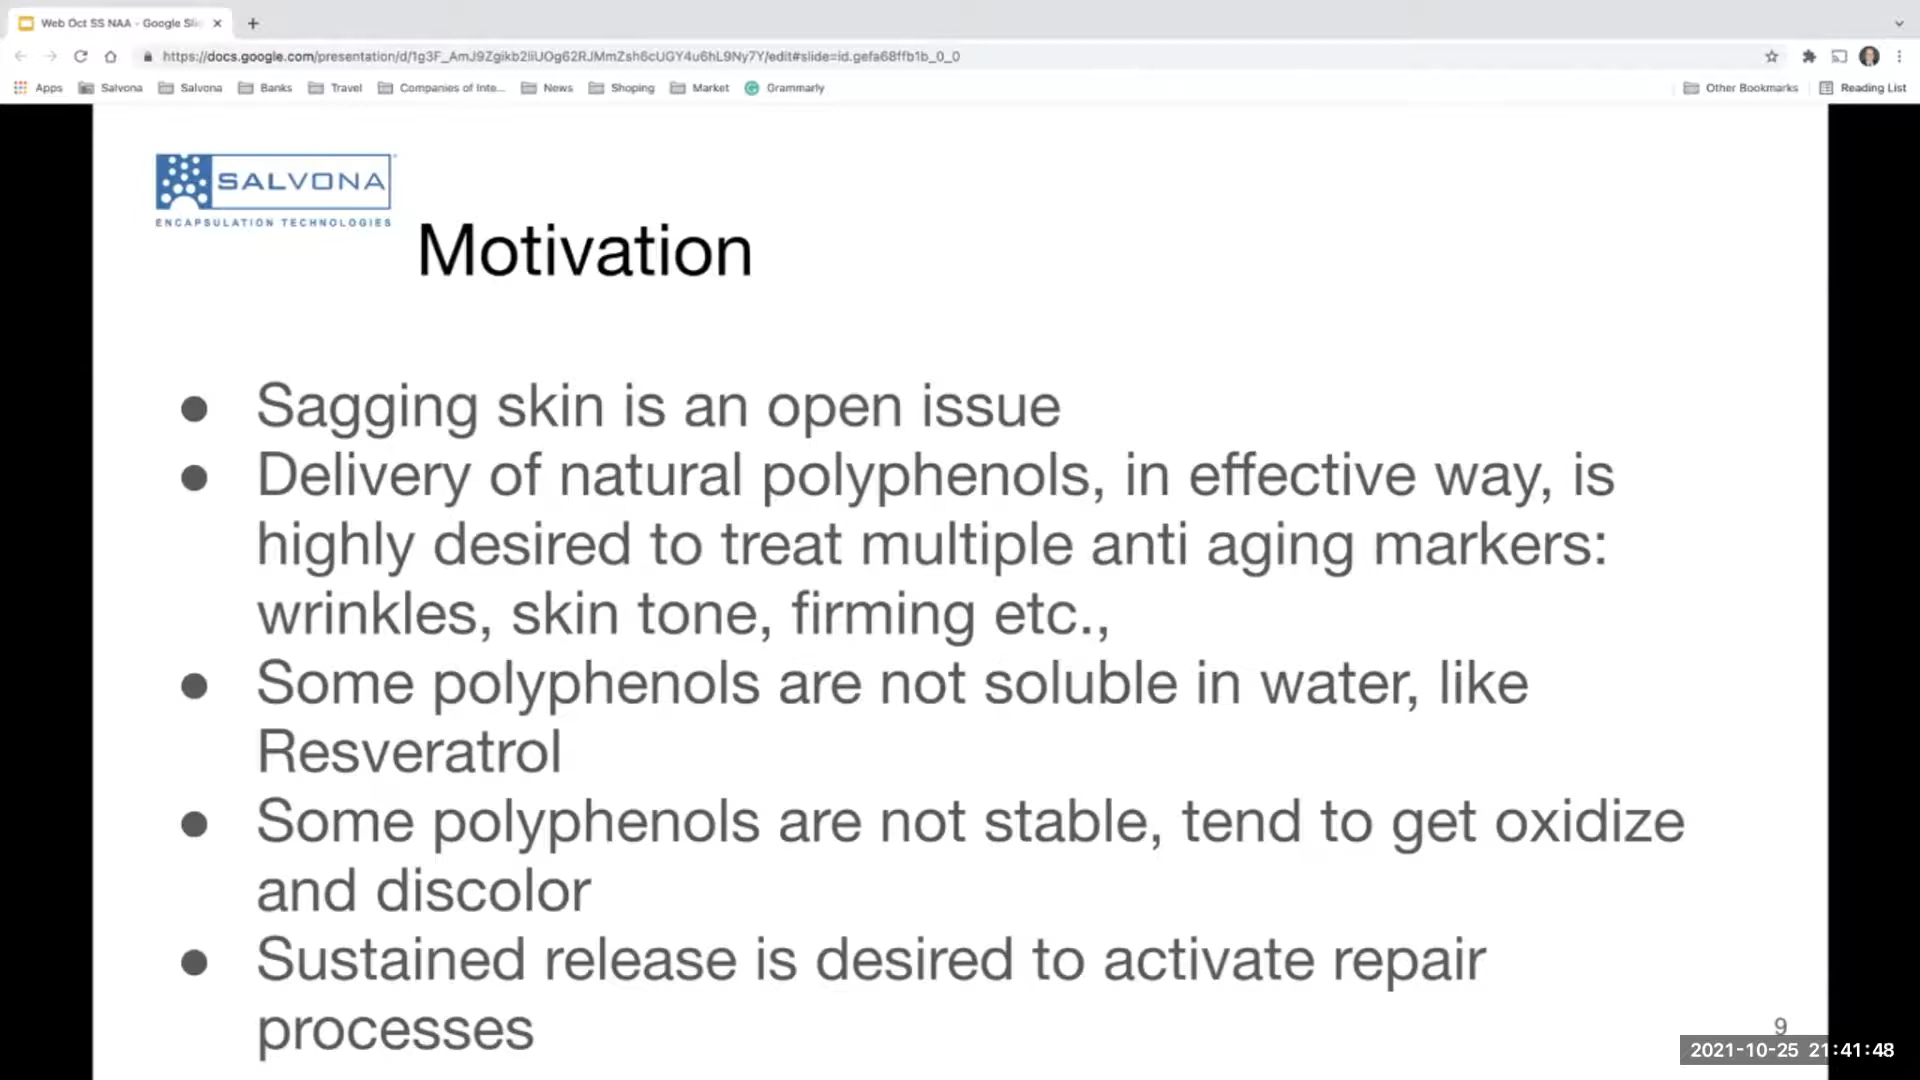 Web Oct SS NAA - Google Sli
https://docs.google.com/presentation/d/1g3F_AmJ9Zgikb2liUOg62RJMmZsh6cUGY4u6hL9Ny7Y/edit#slide=id.gefa68ffb1b_0_0
Apps Salvona Salvona Banks Travel Companies of Inte... News Shoping Market Grammarly Other Bookmarks Reading List
SALVONA
ENCAPSULATION TECHNOLOGIES
Motivation
● Sagging skin is an open issue
● Delivery of natural polyphenols, in effective way, is
highly desired to treat multiple anti aging markers:
wrinkles, skin tone, firming etc.,
● Some polyphenols are not soluble in water, like
Resveratrol
● Some polyphenols are not stable, tend to get oxidize
and discolor
● Sustained release is desired to activate repair
processes
9
2021-10-25 21:41:48